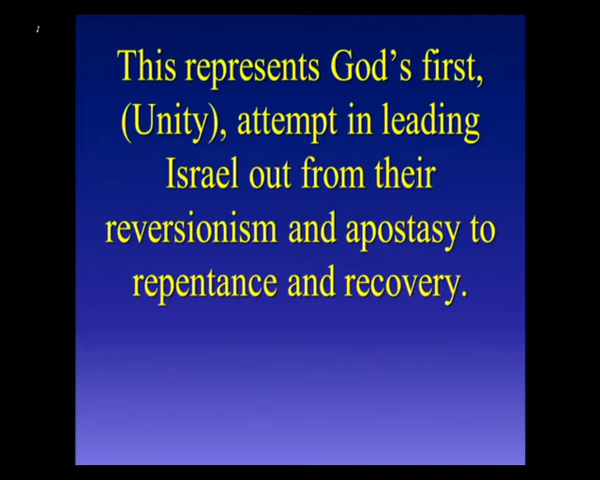 This represents God's first,
(Unity), attempt in leading
Israel out from their
reversionism and apostasy to
repentance and recovery.